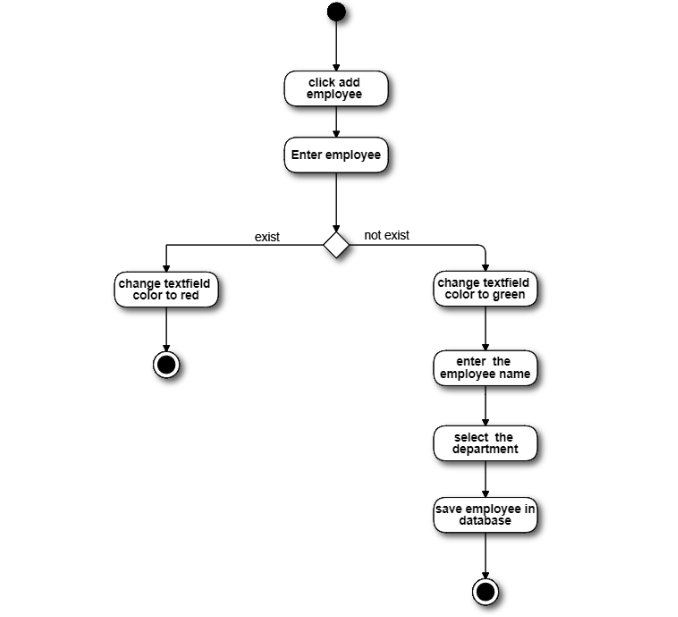 click add
employee
Enter employee
exist
not exist
change textfield
color to red
change textfield
color to green
enter the
employee name
select the
department
save employee in
database